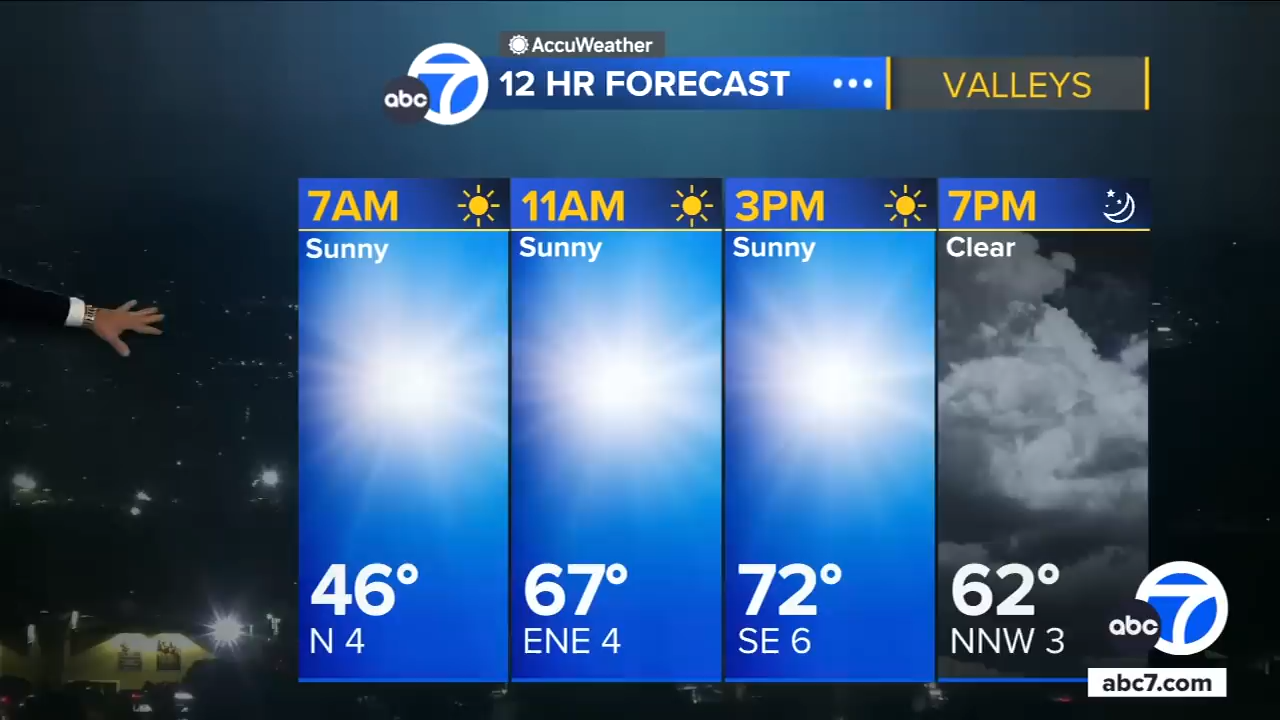 AccuWeather
abc 7
12 HR FORECAST
VALLEYS
7AM
Sunny
46°
N 4
11AM
Sunny
67°
ENE 4
3PM
Sunny
72°
SE 6
7PM
Clear
62°
NNW 3
abc 7
abc7.com